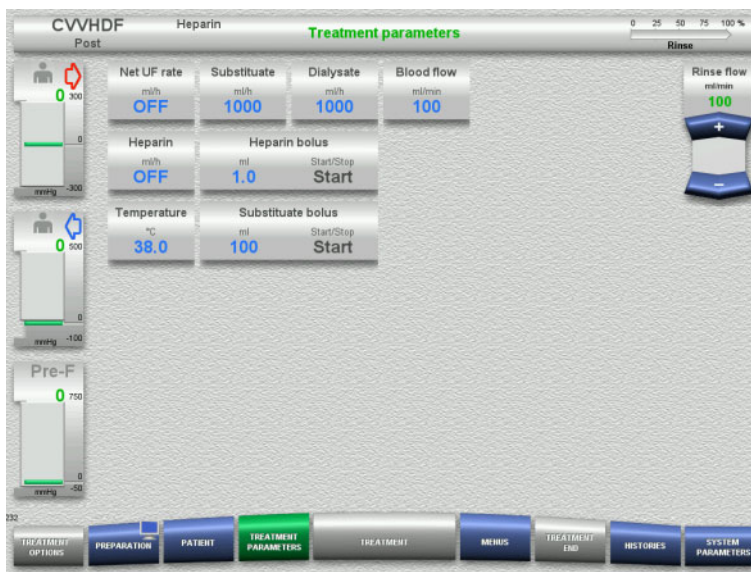 CVVHDF Heparin
Post
Treatment parameters
0 25 50 75 100 %
Rinse
0 300
0
mmHg -300
Net UF rate
ml/h
OFF
Substituate
ml/h
1000
Dialysate
ml/h
1000
Blood flow
ml/min
100
Rinse flow
ml/min
100
+
−
Heparin
ml/h
OFF
Heparin bolus
ml Start/Stop
1.0 Start
0 500
0
mmHg -100
Temperature
°C
38.0
Substituate bolus
ml Start/Stop
100 Start
Pre-F
0 750
0
mmHg -50
232
TREATMENT
OPTIONS
PREPARATION
PATIENT
TREATMENT
PARAMETERS
TREATMENT
MENUS
TREATMENT
END
HISTORIES
SYSTEM
PARAMETERS